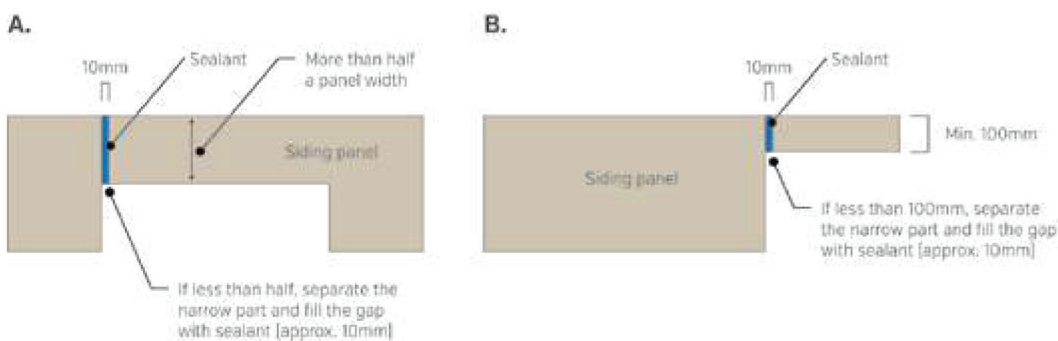 A.
10mm
Sealant
More than half
a panel width
Siding panel
If less than half, separate the
narrow part and fill the gap
with sealant [approx. 10mm]
B.
10mm
Sealant
Min. 100mm
Siding panel
If less than 100mm, separate
the narrow part and fill the gap
with sealant [approx. 10mm]